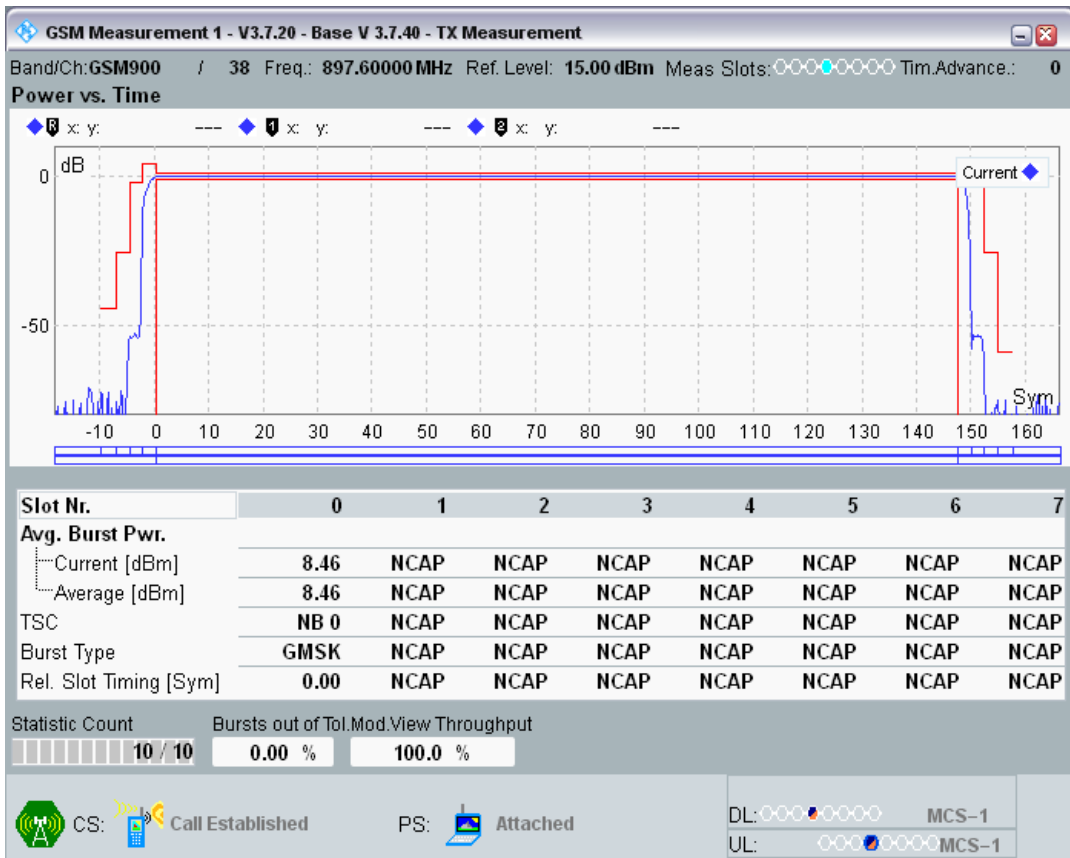 GSM Measurement 1 - V3.7.20 - Base V 3.7.40 - TX Measurement
Band/Ch:GSM900 / 38 Freq.: 897.60000 MHz Ref. Level: 15.00 dBm Meas Slots: Tim.Advance.: 0
Power vs. Time
R x: y: --- 1 x: y: --- 2 x: y: ---
dB
Current
0
-50
Sym
-10 0 10 20 30 40 50 60 70 80 90 100 110 120 130 140 150 160
Slot Nr. 0 1 2 3 4 5 6 7
Avg. Burst Pwr.
Current [dBm] 8.46 NCAP NCAP NCAP NCAP NCAP NCAP NCAP
Average [dBm] 8.46 NCAP NCAP NCAP NCAP NCAP NCAP NCAP
TSC NB 0 NCAP NCAP NCAP NCAP NCAP NCAP NCAP
Burst Type GMSK NCAP NCAP NCAP NCAP NCAP NCAP NCAP
Rel. Slot Timing [Sym] 0.00 NCAP NCAP NCAP NCAP NCAP NCAP NCAP
Statistic Count Bursts out of Tol.Mod.View Throughput
10 / 10 0.00 % 100.0 %
CS: Call Established PS: Attached
DL: MCS-1
UL: MCS-1